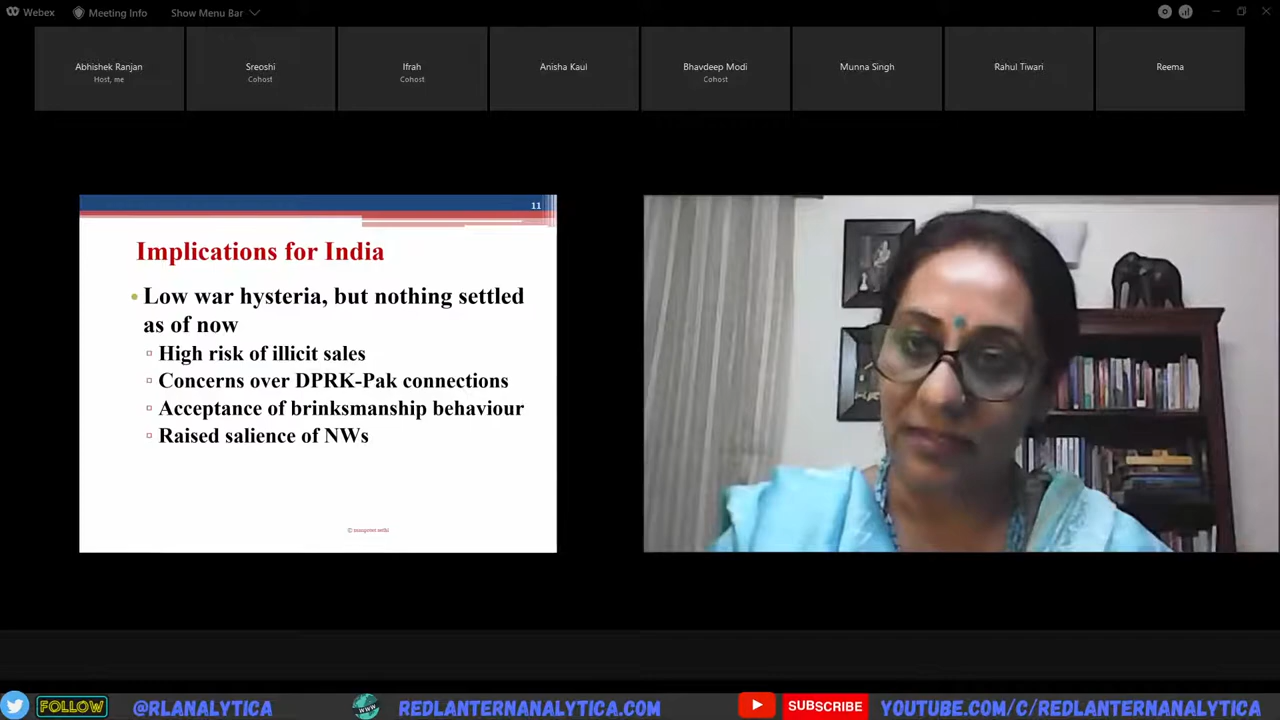 Webex
Meeting Info
Show Menu Bar
Abhishek Ranjan
Host, me
Sreoshi
Cohost
Ifrah
Cohost
Anisha Kaul
Bhavdeep Modi
Cohost
Munna Singh
Rahul Tiwari
Reema
11
Implications for India
• Low war hysteria, but nothing settled
as of now
▫ High risk of illicit sales
▫ Concerns over DPRK-Pak connections
▫ Acceptance of brinksmanship behaviour
▫ Raised salience of NWs
© manpreet sethi
FOLLOW
@RLANALYTICA
WWW
REDLANTERNANALYTICA.COM
SUBSCRIBE
YOUTUBE.COM/C/REDLANTERNANALYTICA